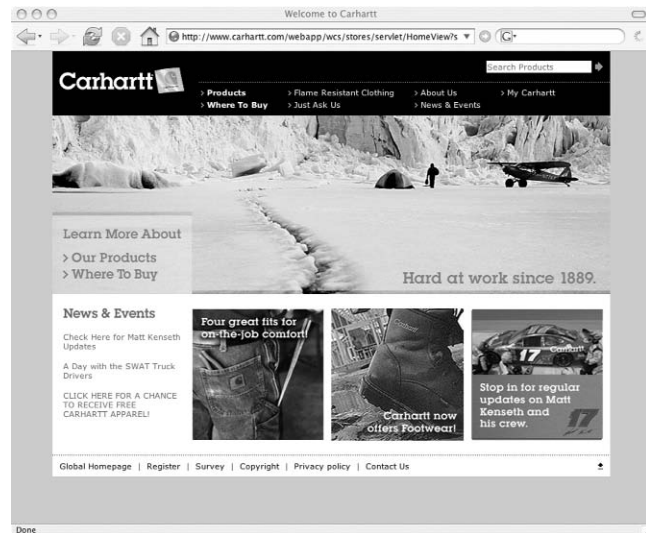 Welcome to Carhartt
http://www.carhartt.com/webapp/wcs/stores/servlet/HomeView?s
G
Search Products
Carhartt
› Products
› Flame Resistant Clothing
› About Us
› My Carhartt
› Where To Buy
› Just Ask Us
› News & Events
Learn More About
› Our Products
› Where To Buy
Hard at work since 1889.
News & Events
Check Here for Matt Kenseth
Updates
A Day with the SWAT Truck
Drivers
CLICK HERE FOR A CHANCE
TO RECEIVE FREE
CARHARTT APPAREL!
Four great fits for
on-the-job comfort!
Carhartt now
offers Footwear!
17
Carhartt
Stop in for regular
updates on Matt
Kenseth and
his crew.
17
Global Homepage | Register | Survey | Copyright | Privacy policy | Contact Us
Done